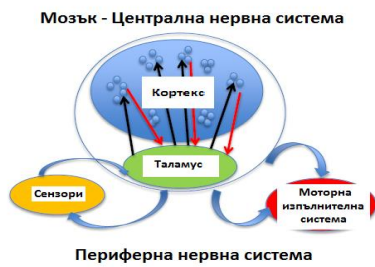 Мозък - Централна нервна система
Кортекс
Таламус
Сензори
Моторна
изпълнителна
система
Периферна нервна система